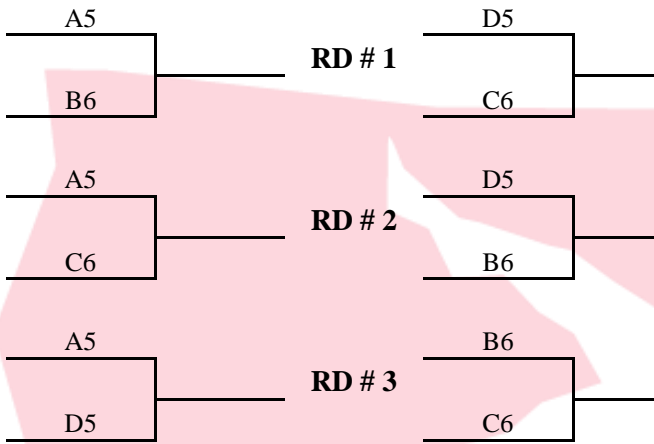 A5 D5
RD # 1
B6 C6
A5 D5
RD # 2
C6 B6
A5 B6
RD # 3
D5 C6